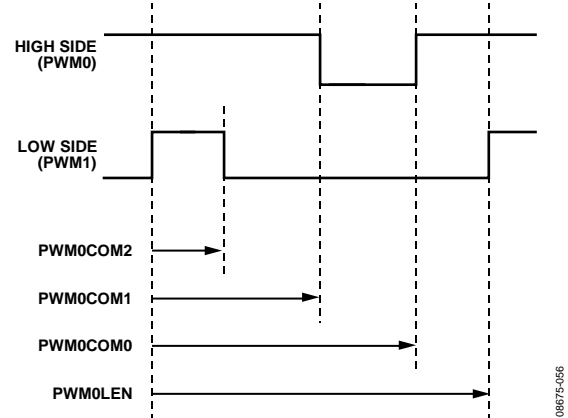 HIGH SIDE
(PWM0)
LOW SIDE
(PWM1)
PWM0COM2
PWM0COM1
PWM0COM0
PWM0LEN
08675-056